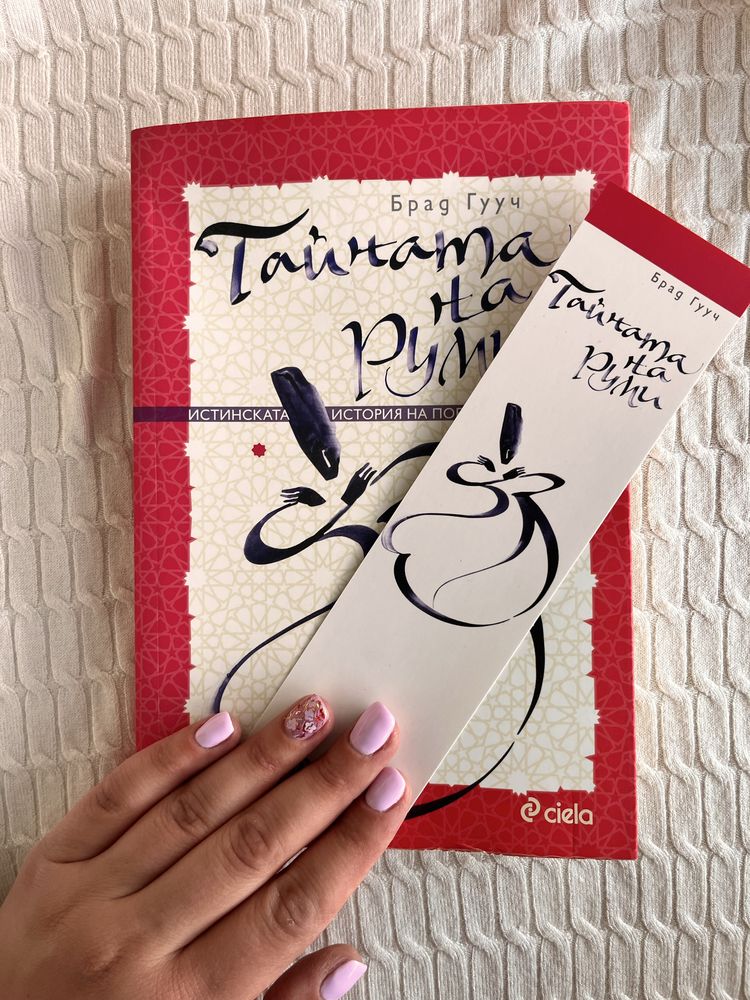 Брад Гууч
Тайната
на
Руми
ИСТИНСКАТА ИСТОРИЯ НА
ciela
Брад Гууч
Тайната
на
Руми